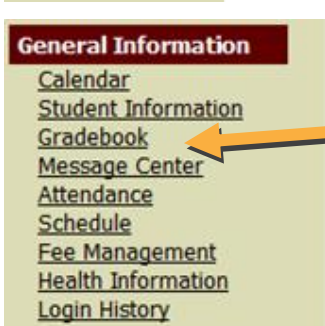 General Information
Calendar
Student Information
Gradebook
Message Center
Attendance
Schedule
Fee Management
Health Information
Login History